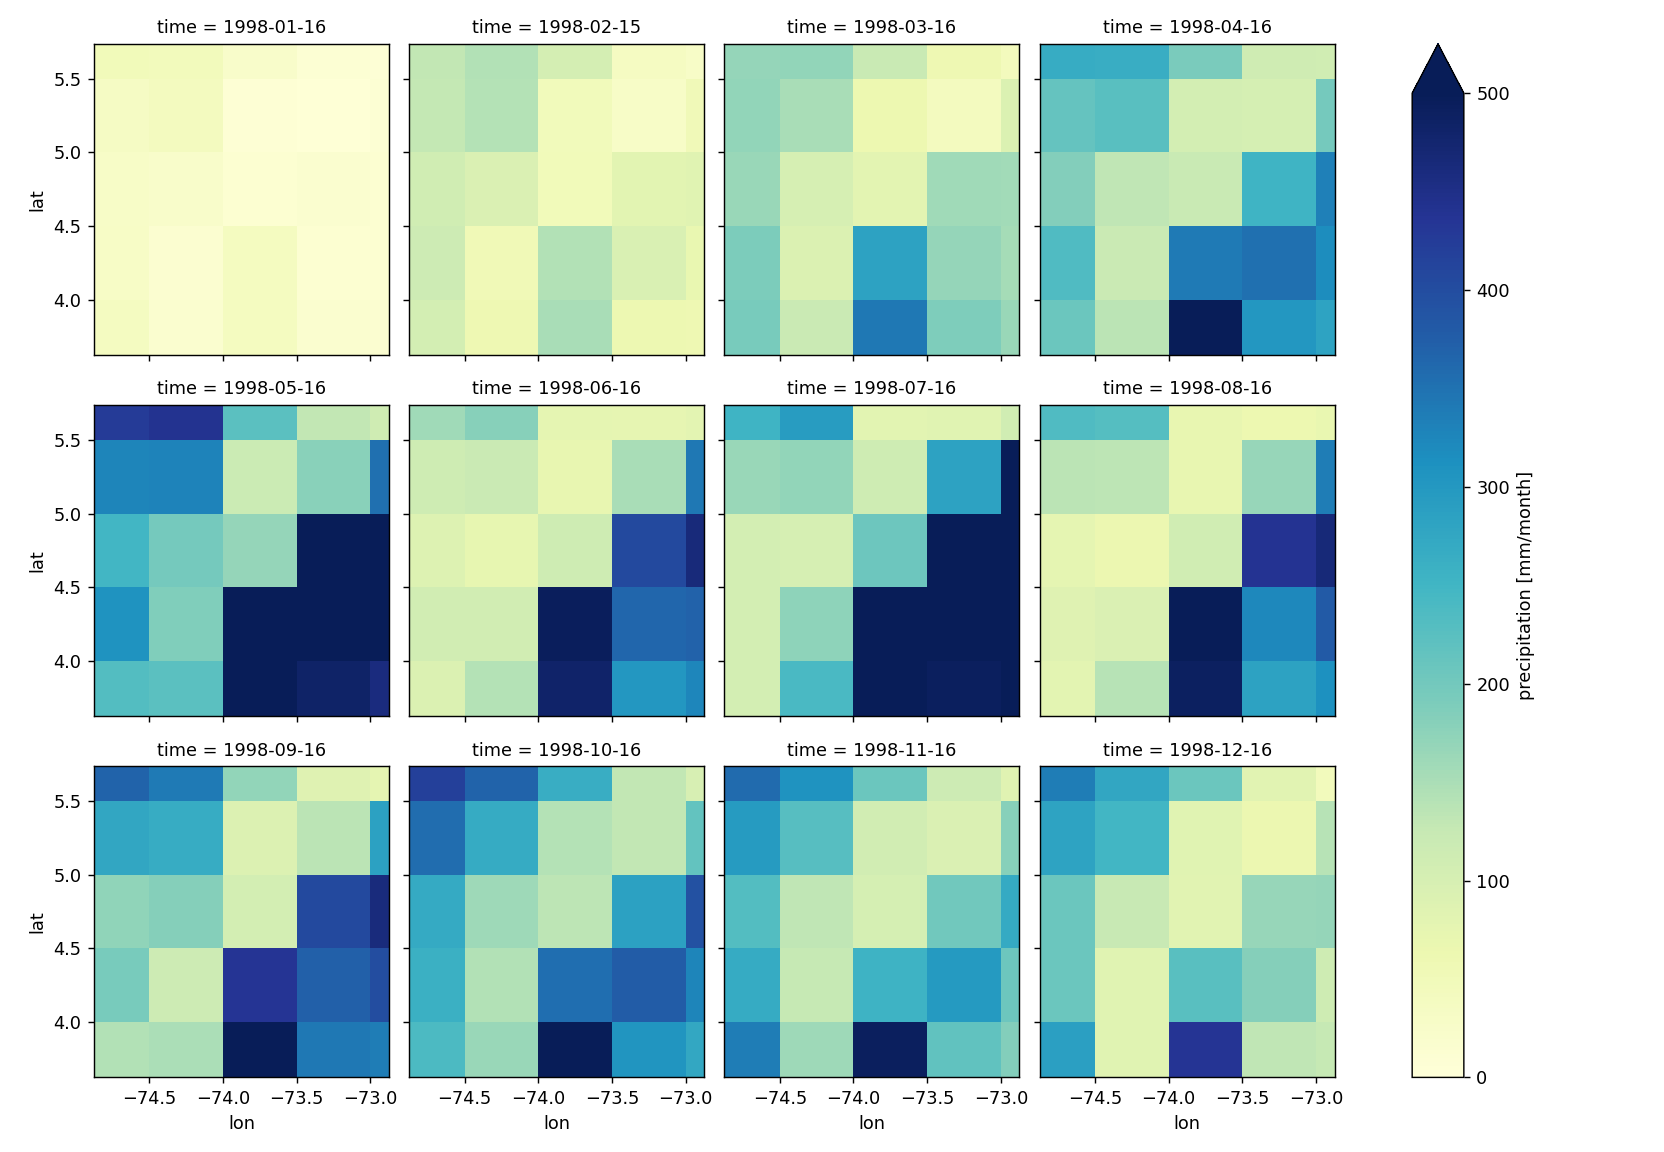 time = 1998-01-16
time = 1998-02-15
time = 1998-03-16
time = 1998-04-16
5.5
5.0
4.5
4.0
lat
time = 1998-05-16
time = 1998-06-16
time = 1998-07-16
time = 1998-08-16
5.5
5.0
4.5
4.0
lat
time = 1998-09-16
time = 1998-10-16
time = 1998-11-16
time = 1998-12-16
5.5
5.0
4.5
4.0
lat
−74.5 −74.0 −73.5 −73.0
lon
−74.5 −74.0 −73.5 −73.0
lon
−74.5 −74.0 −73.5 −73.0
lon
−74.5 −74.0 −73.5 −73.0
lon
500
400
300
200
100
0
precipitation [mm/month]